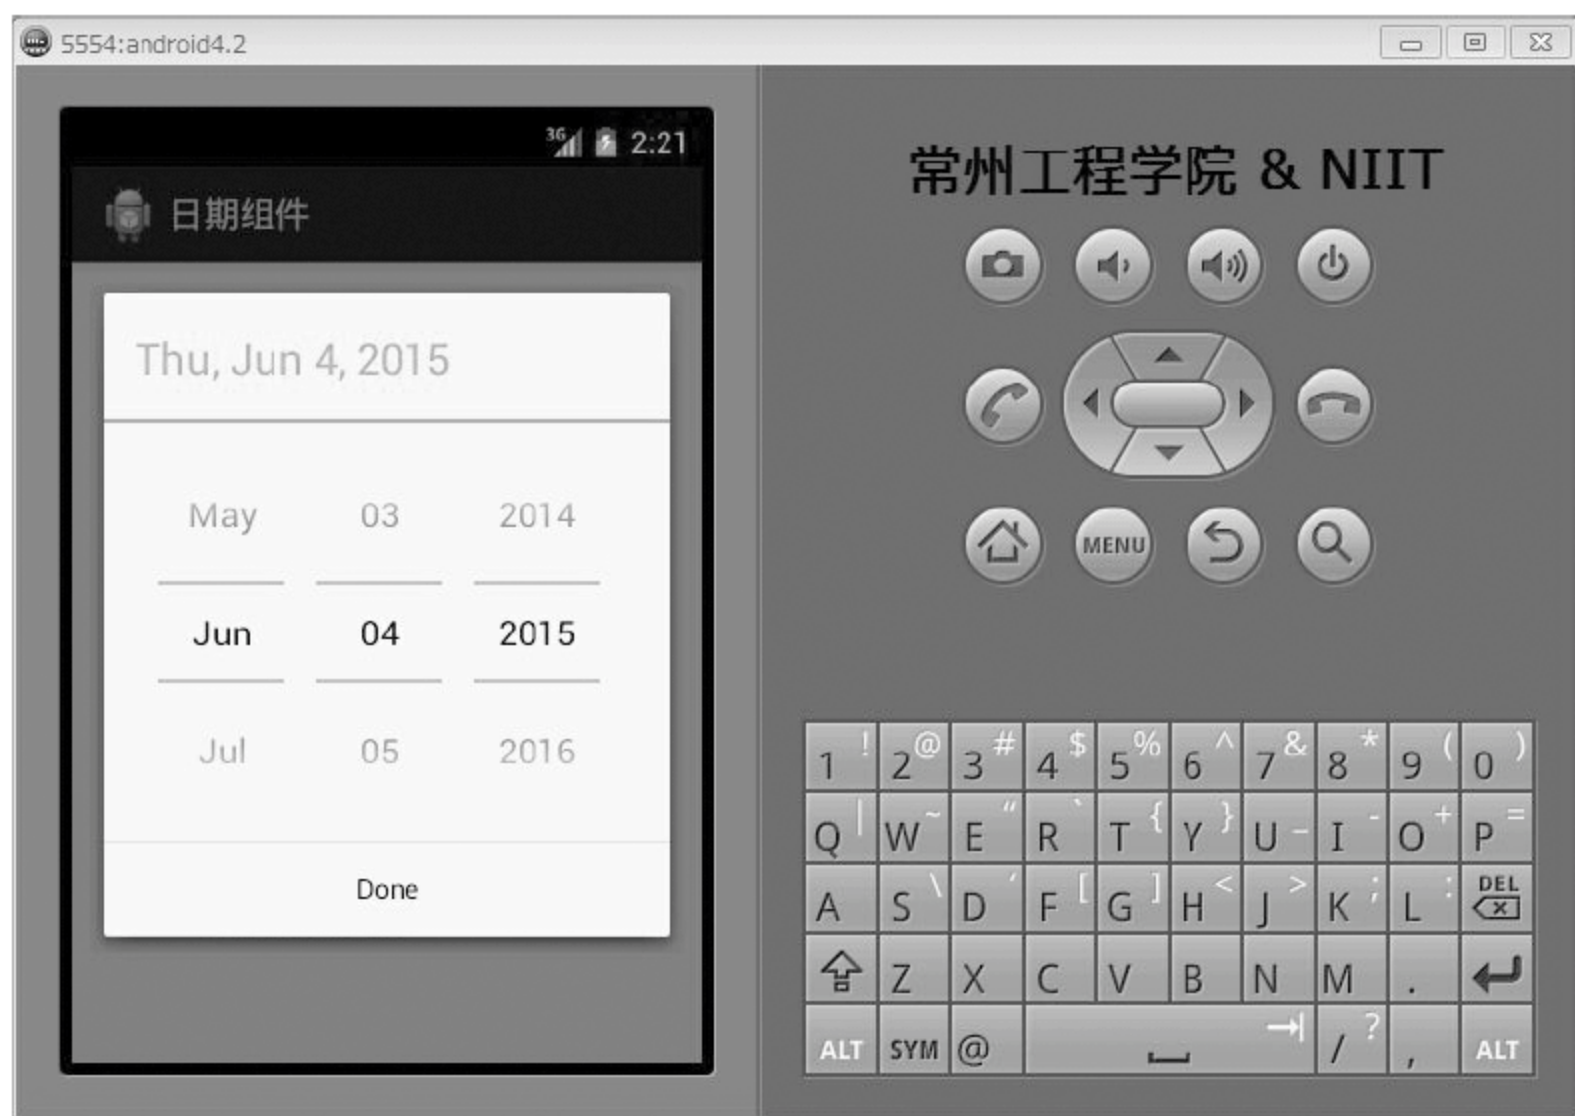 5554:android4.2
3G 2:21
日期组件
Thu, Jun 4, 2015
May 03 2014
Jun 04 2015
Jul 05 2016
Done
常州工程学院 & NIIT
MENU
1 ! 2 @ 3 # 4 $ 5 % 6 ^ 7 & 8 * 9 ( 0 )
Q | W ~ E “ R ` T { Y } U _ I - O + P =
A S \ D ‘ F [ G ] H < J > K ; L : DEL
Z X C V B N M .
ALT SYM @ / ? , ALT